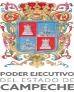 PODER EJECUTIVO
DEL ESTADO DE
CAMPECHE